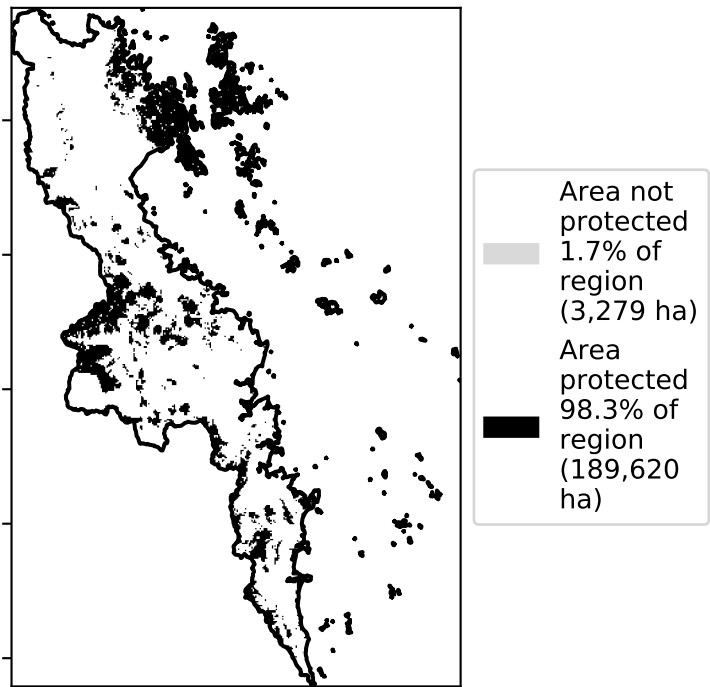 Area not
protected
1.7% of
region
(3,279 ha)
Area
protected
98.3% of
region
(189,620
ha)